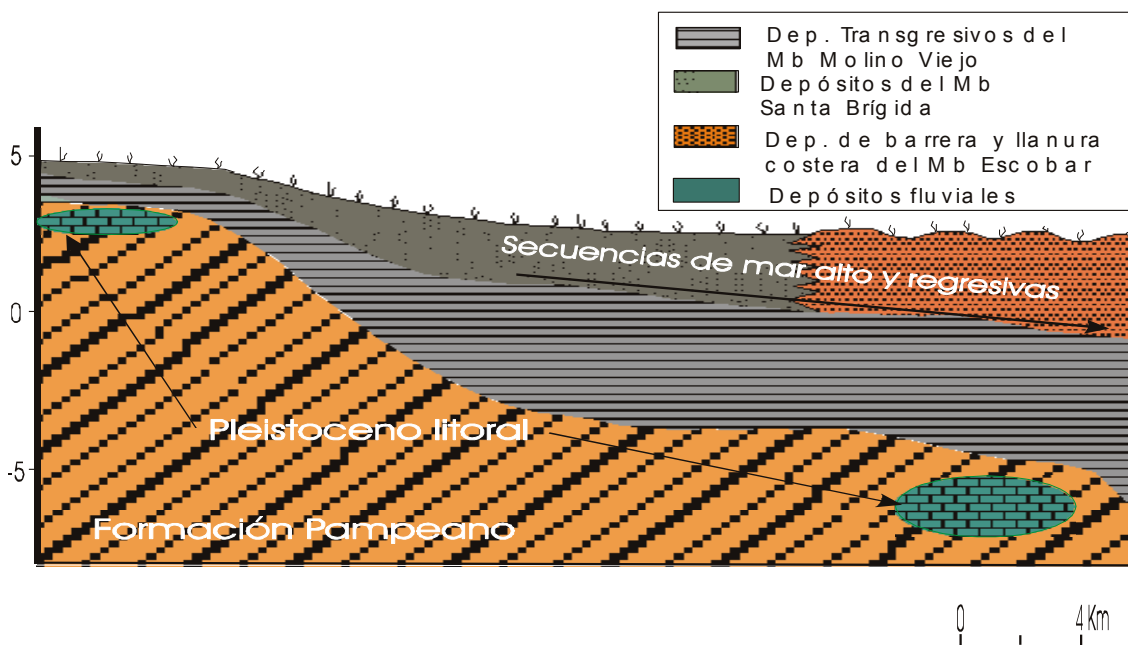 Dep. Transgresivos del
Mb Molino Viejo
Depósitos del Mb
Santa Brígida
Dep. de barrera y llanura
costera del Mb Escobar
Depósitos fluviales
5
0
-5
Secuencias de mar alto y regresivas
Pleistoceno litoral
Formación Pampeano
0 4 Km